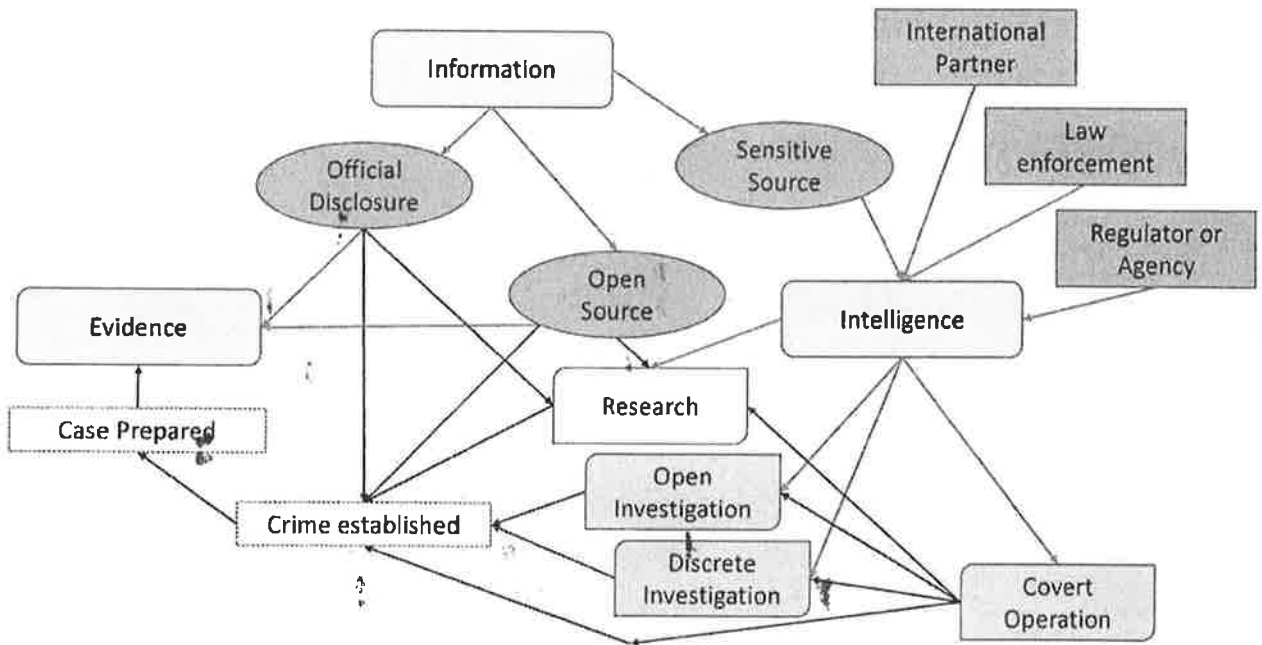 Information
International
Partner
Official
Disclosure
Sensitive
Source
Law
enforcement
Open
Source
Regulator or
Agency
Evidence
Intelligence
Research
Case Prepared
Open
Investigation
Crime established
Discrete
Investigation
Covert
Operation